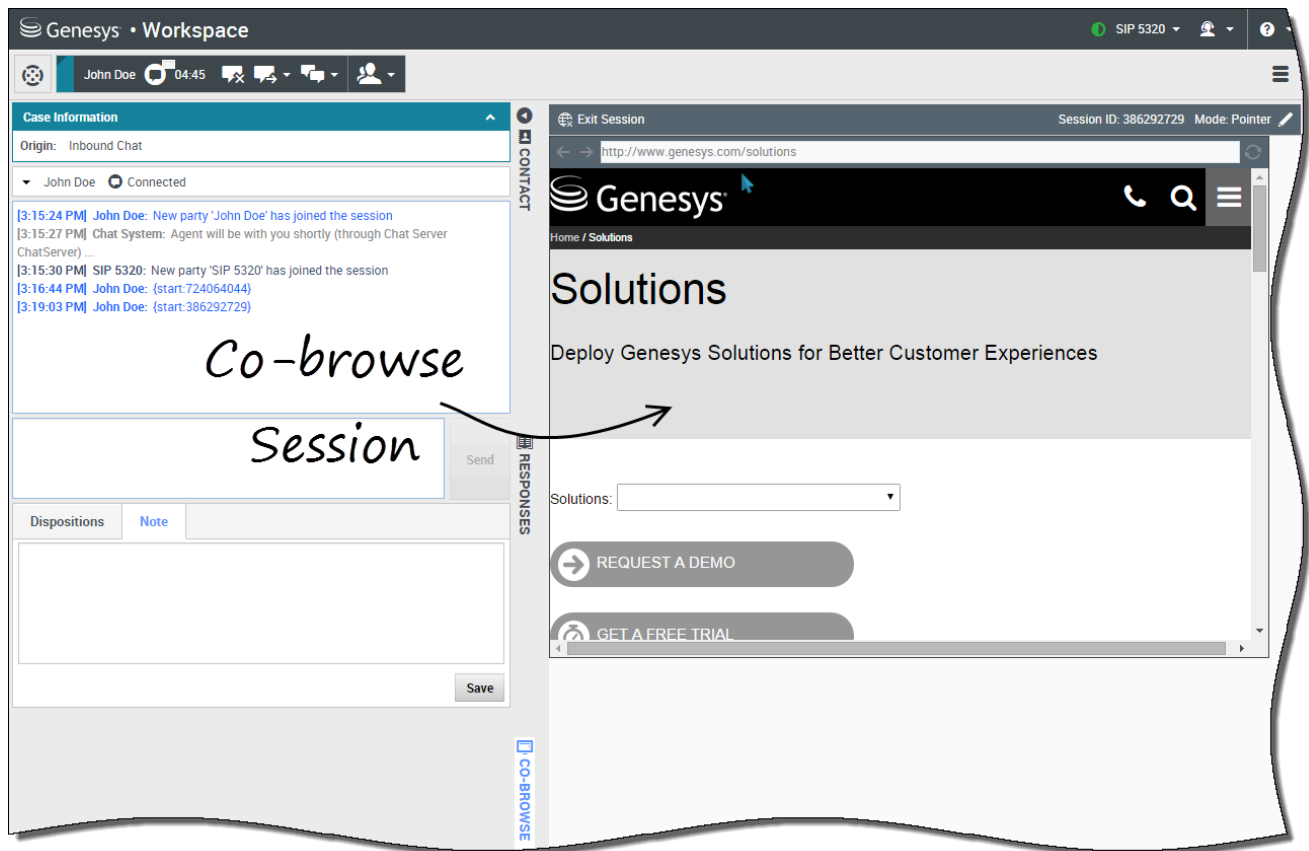 Genesys • Workspace
SIP 5320
?
John Doe 04:45
Case Information
Origin: Inbound Chat
John Doe Connected
[3:15:24 PM] John Doe: New party 'John Doe' has joined the session
[3:15:27 PM] Chat System: Agent will be with you shortly (through Chat Server
ChatServer) ...
[3:15:30 PM] SIP 5320: New party 'SIP 5320' has joined the session
[3:16:44 PM] John Doe: {start:724064044}
[3:19:03 PM] John Doe: {start:386292729}
Co-browse
Session
Send
Dispositions
Note
Save
CONTACT
RESPONSES
CO-BROWSE
Exit Session
Session ID: 386292729 Mode: Pointer
http://www.genesys.com/solutions
Genesys
Home / Solutions
Solutions
Deploy Genesys Solutions for Better Customer Experiences
Solutions:
REQUEST A DEMO
GET A FREE TRIAL